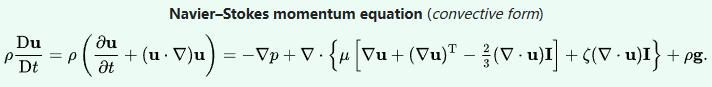 Navier–Stokes momentum equation (convective form)
ρ Du/Dt = ρ ( ∂u/∂t + (u · ∇)u ) = −∇p + ∇ · { μ [ ∇u + (∇u)ᵀ − ⅔(∇ · u)I ] + ζ(∇ · u)I } + ρg.